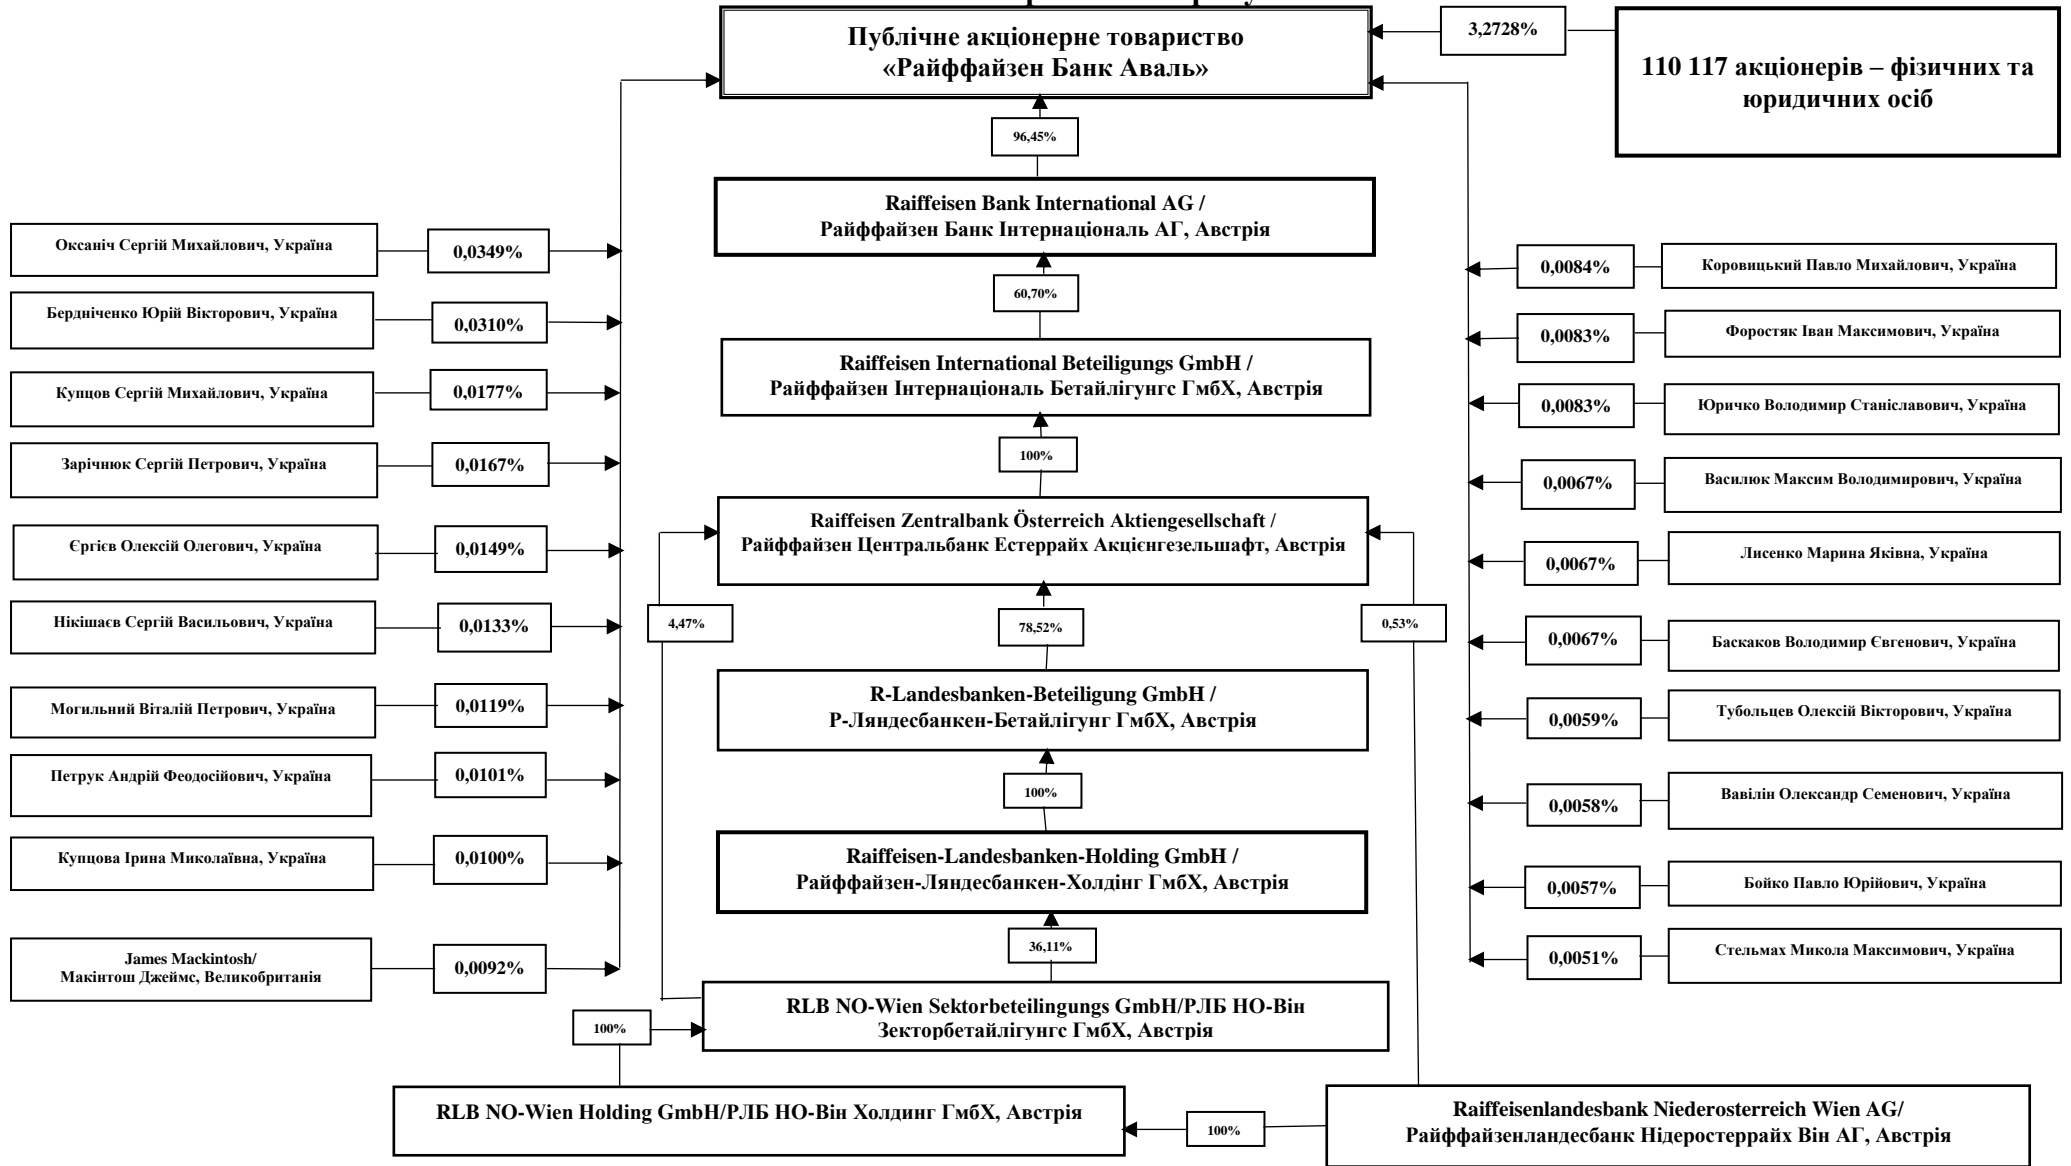 Публічне акціонерне товариство
«Райффайзен Банк Аваль»
3,2728%
110 117 акціонерів – фізичних та
юридичних осіб
96,45%
Raiffeisen Bank International AG /
Райффайзен Банк Інтернаціональ АГ, Австрія
60,70%
Raiffeisen International Beteiligungs GmbH /
Райффайзен Інтернаціональ Бетайлігунгс ГмбХ, Австрія
100%
Raiffeisen Zentralbank Österreich Aktiengesellschaft /
Райффайзен Центральбанк Естеррайх Акцієнгезельшафт, Австрія
4,47%
78,52%
0,53%
R-Landesbanken-Beteiligung GmbH /
Р-Ляндесбанкен-Бетайлігунг ГмбХ, Австрія
100%
Raiffeisen-Landesbanken-Holding GmbH /
Райффайзен-Ляндесбанкен-Холдінг ГмбХ, Австрія
36,11%
RLB NO-Wien Sektorbeteilingungs GmbH/РЛБ НО-Він
Зекторбетайлігунгс ГмбХ, Австрія
100%
RLB NO-Wien Holding GmbH/РЛБ НО-Він Холдинг ГмбХ, Австрія
100%
Raiffeisenlandesbank Niederosterreich Wien AG/
Райффайзенландесбанк Нідеростеррайх Він АГ, Австрія
Оксаніч Сергій Михайлович, Україна
0,0349%
Бердніченко Юрій Вікторович, Україна
0,0310%
Купцов Сергій Михайлович, Україна
0,0177%
Зарічнюк Сергій Петрович, Україна
0,0167%
Єргієв Олексій Олегович, Україна
0,0149%
Нікішаєв Сергій Васильович, Україна
0,0133%
Могильний Віталій Петрович, Україна
0,0119%
Петрук Андрій Феодосійович, Україна
0,0101%
Купцова Ірина Миколаївна, Україна
0,0100%
James Mackintosh/
Макінтош Джеймс, Великобританія
0,0092%
0,0084%
Коровицький Павло Михайлович, Україна
0,0083%
Форостяк Іван Максимович, Україна
0,0083%
Юричко Володимир Станіславович, Україна
0,0067%
Василюк Максим Володимирович, Україна
0,0067%
Лисенко Марина Яківна, Україна
0,0067%
Баскаков Володимир Євгенович, Україна
0,0059%
Тубольцев Олексій Вікторович, Україна
0,0058%
Вавілін Олександр Семенович, Україна
0,0057%
Бойко Павло Юрійович, Україна
0,0051%
Стельмах Микола Максимович, Україна